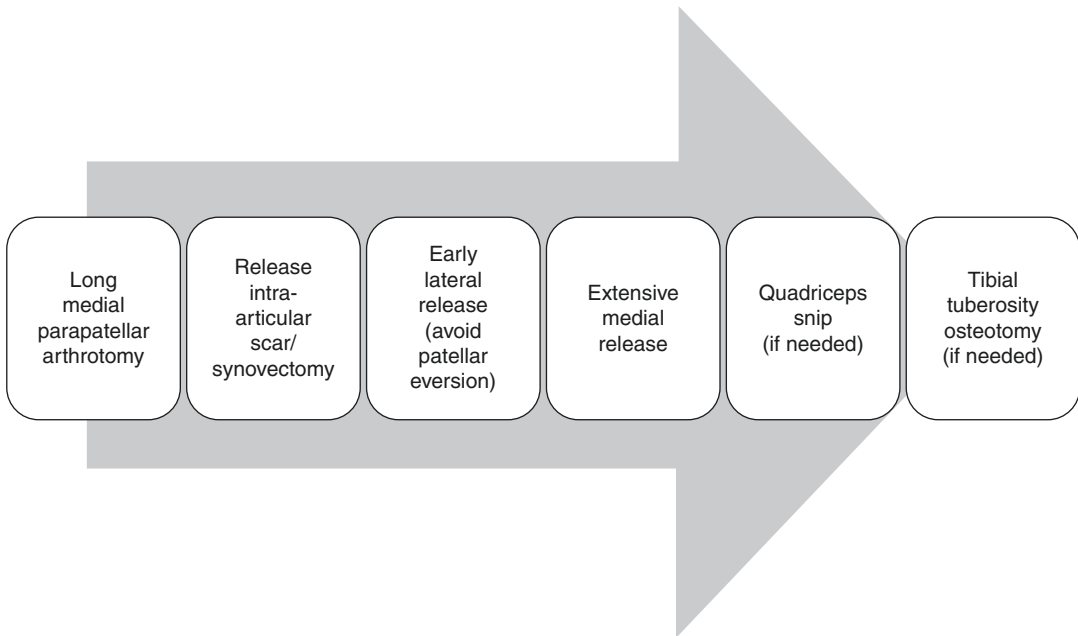 Long
medial
parapatellar
arthrotomy
Release
intra-
articular
scar/
synovectomy
Early
lateral
release
(avoid
patellar
eversion)
Extensive
medial
release
Quadriceps
snip
(if needed)
Tibial
tuberosity
osteotomy
(if needed)